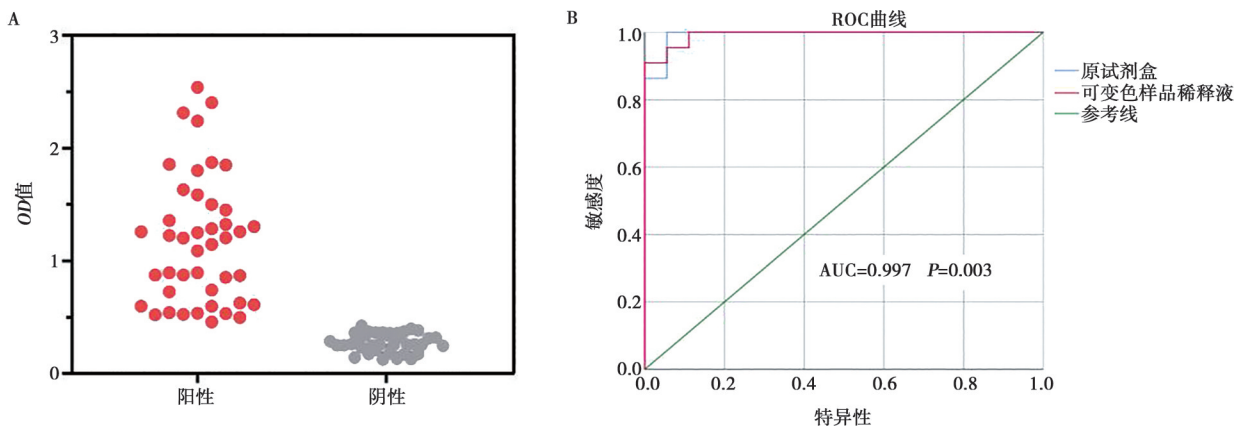 A
3
2
1
0
OD值
阳性
阴性
B
ROC曲线
1.0
0.8
0.6
0.4
0.2
0.0
敏感度
AUC=0.997 P=0.003
0.0 0.2 0.4 0.6 0.8 1.0
特异性
原试剂盒
可变色样品稀释液
参考线